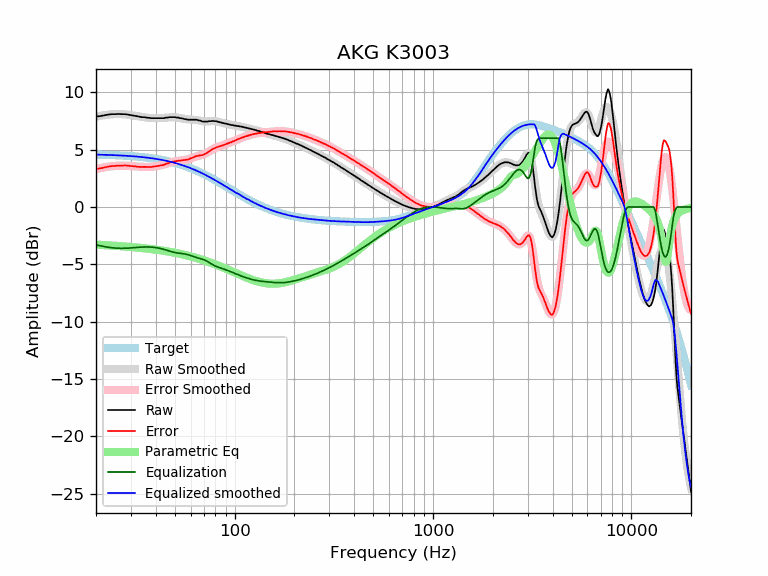 AKG K3003
Amplitude (dBr)
10
5
0
−5
−10
−15
−20
−25
Target
Raw Smoothed
Error Smoothed
Raw
Error
Parametric Eq
Equalization
Equalized smoothed
100
1000
10000
Frequency (Hz)